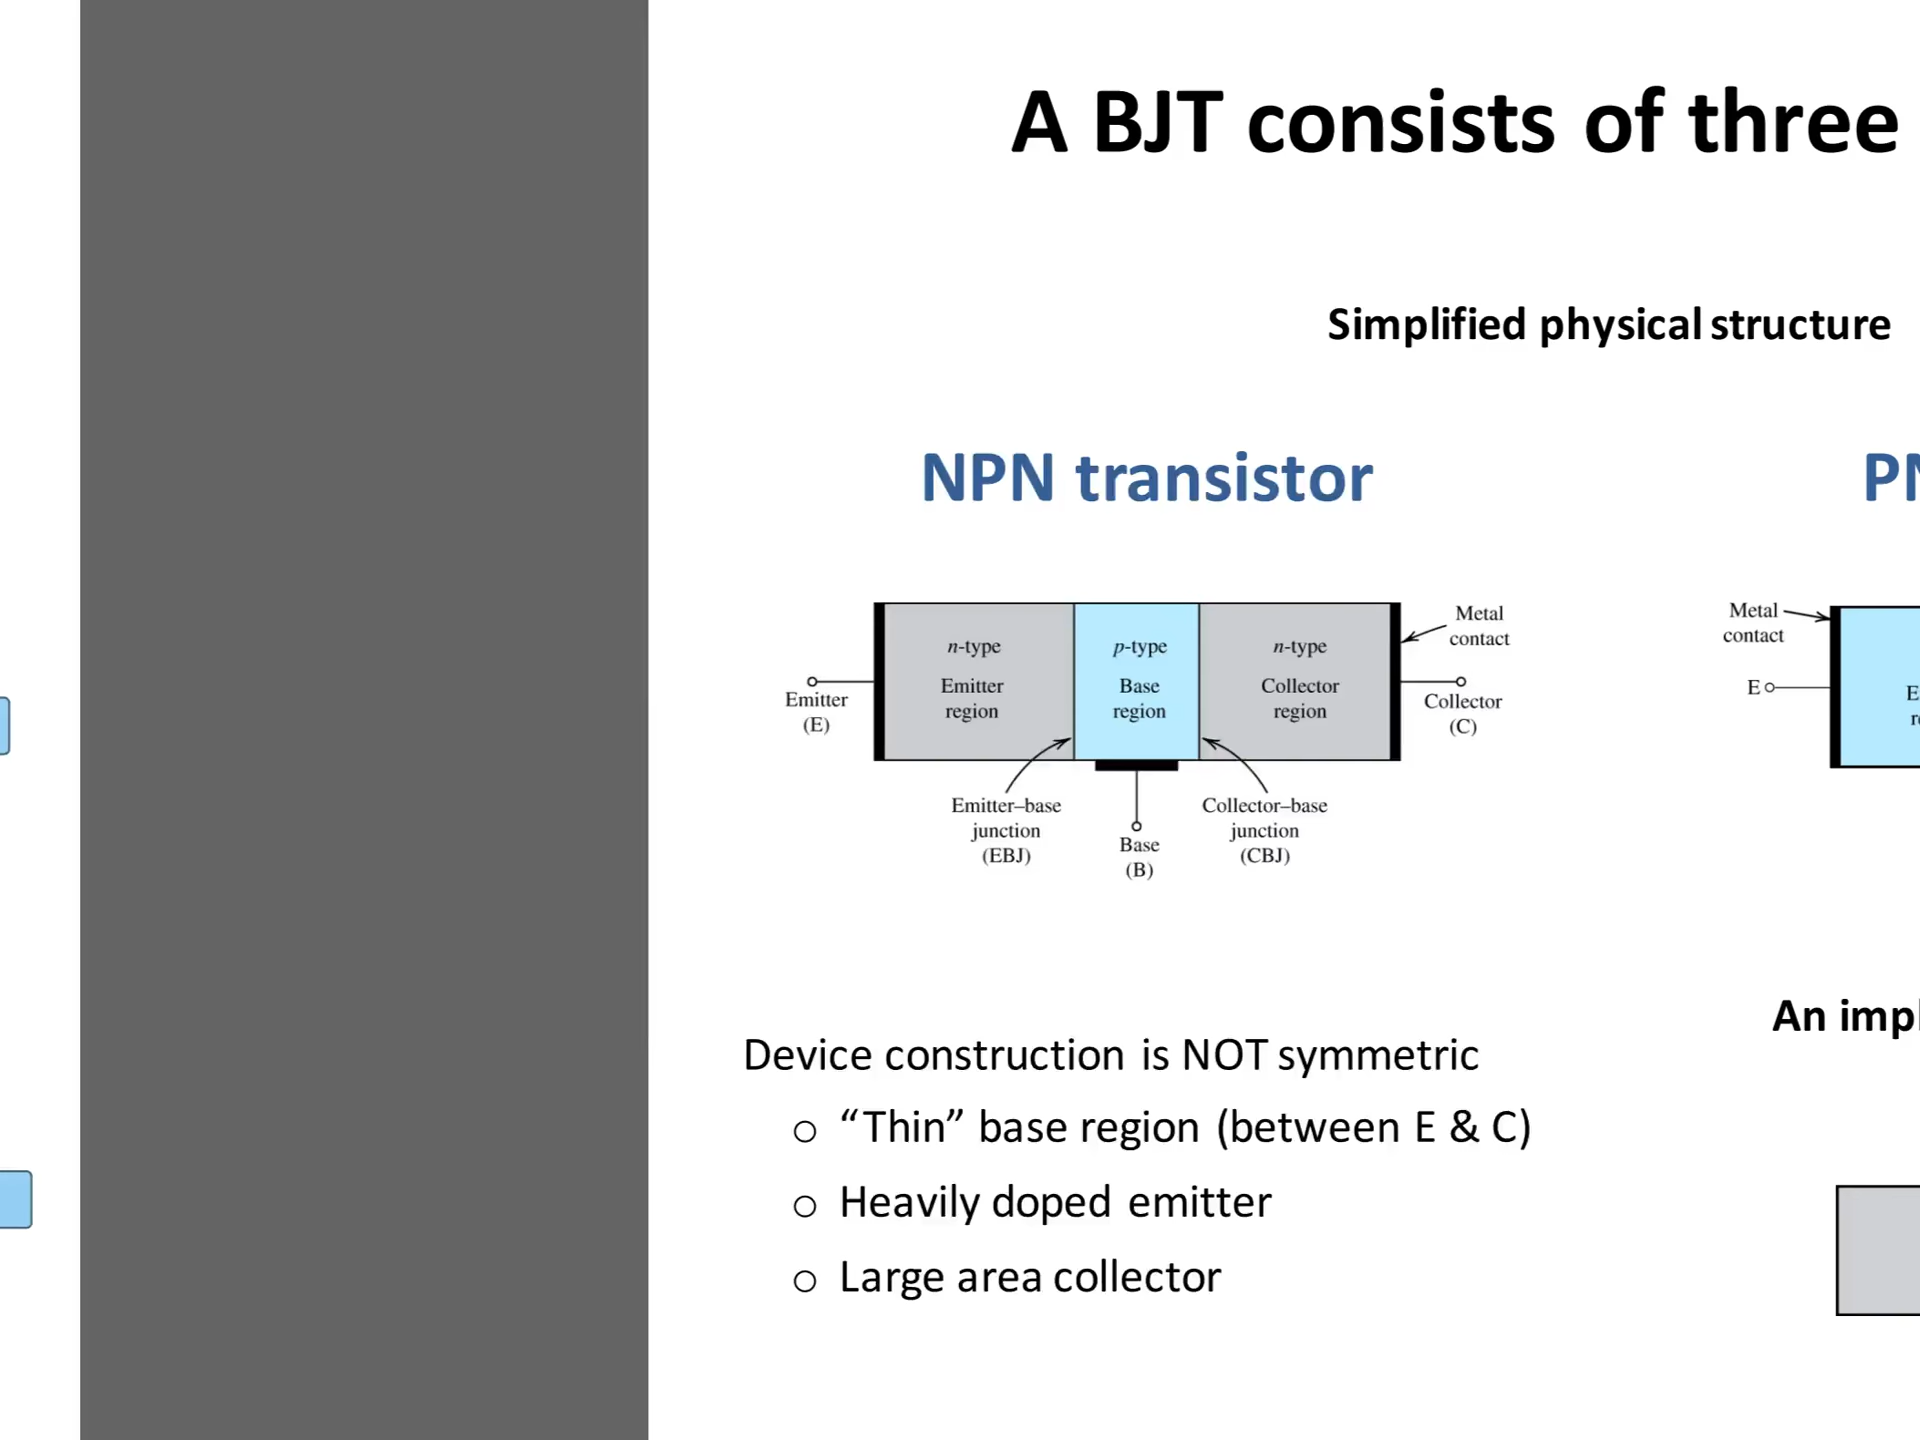 A BJT consists of three
Simplified physical structure
NPN transistor
n-type
Emitter
region
p-type
Base
region
n-type
Collector
region
Metal
contact
Emitter
(E)
Collector
(C)
Emitter–base
junction
(EBJ)
Base
(B)
Collector–base
junction
(CBJ)
Metal
contact
E
Device construction is NOT symmetric
○ “Thin” base region (between E & C)
○ Heavily doped emitter
○ Large area collector
An